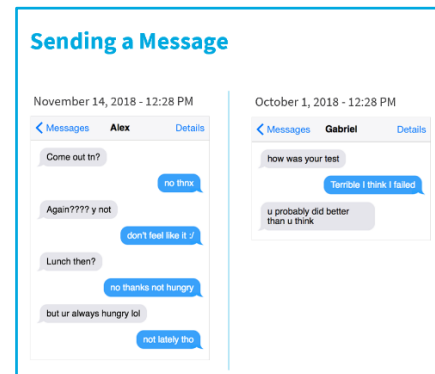 Sending a Message
November 14, 2018 - 12:28 PM
Messages Alex Details
Come out tn?
no thnx
Again???? y not
don't feel like it :/
Lunch then?
no thanks not hungry
but ur always hungry lol
not lately tho
October 1, 2018 - 12:28 PM
Messages Gabriel Details
how was your test
Terrible I think I failed
u probably did better
than u think